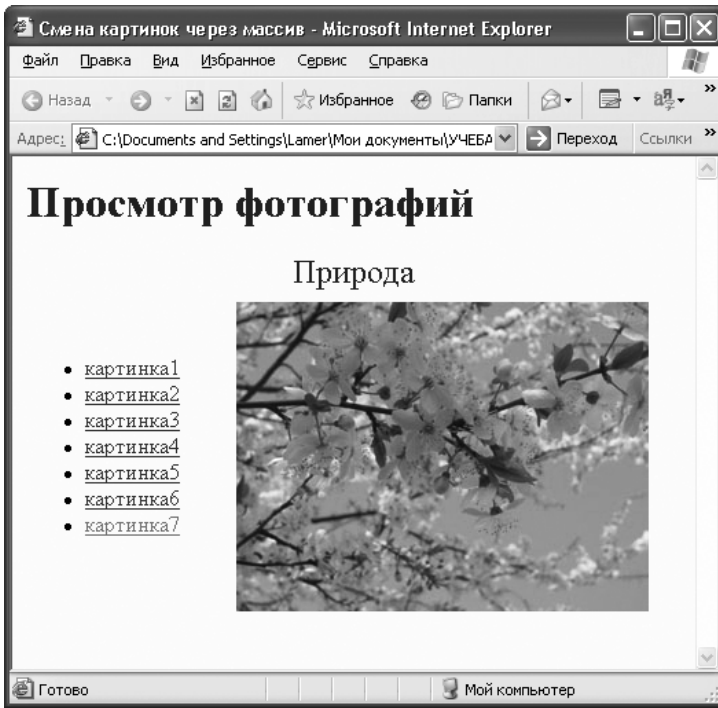 Смена картинок через массив - Microsoft Internet Explorer
Файл Правка Вид Избранное Сервис Справка
Назад Избранное Папки »
Адрес: C:\Documents and Settings\Lamer\Мои документы\УЧЕБА Переход Ссылки »
Просмотр фотографий
Природа
• картинка1
• картинка2
• картинка3
• картинка4
• картинка5
• картинка6
• картинка7
Готово Мой компьютер